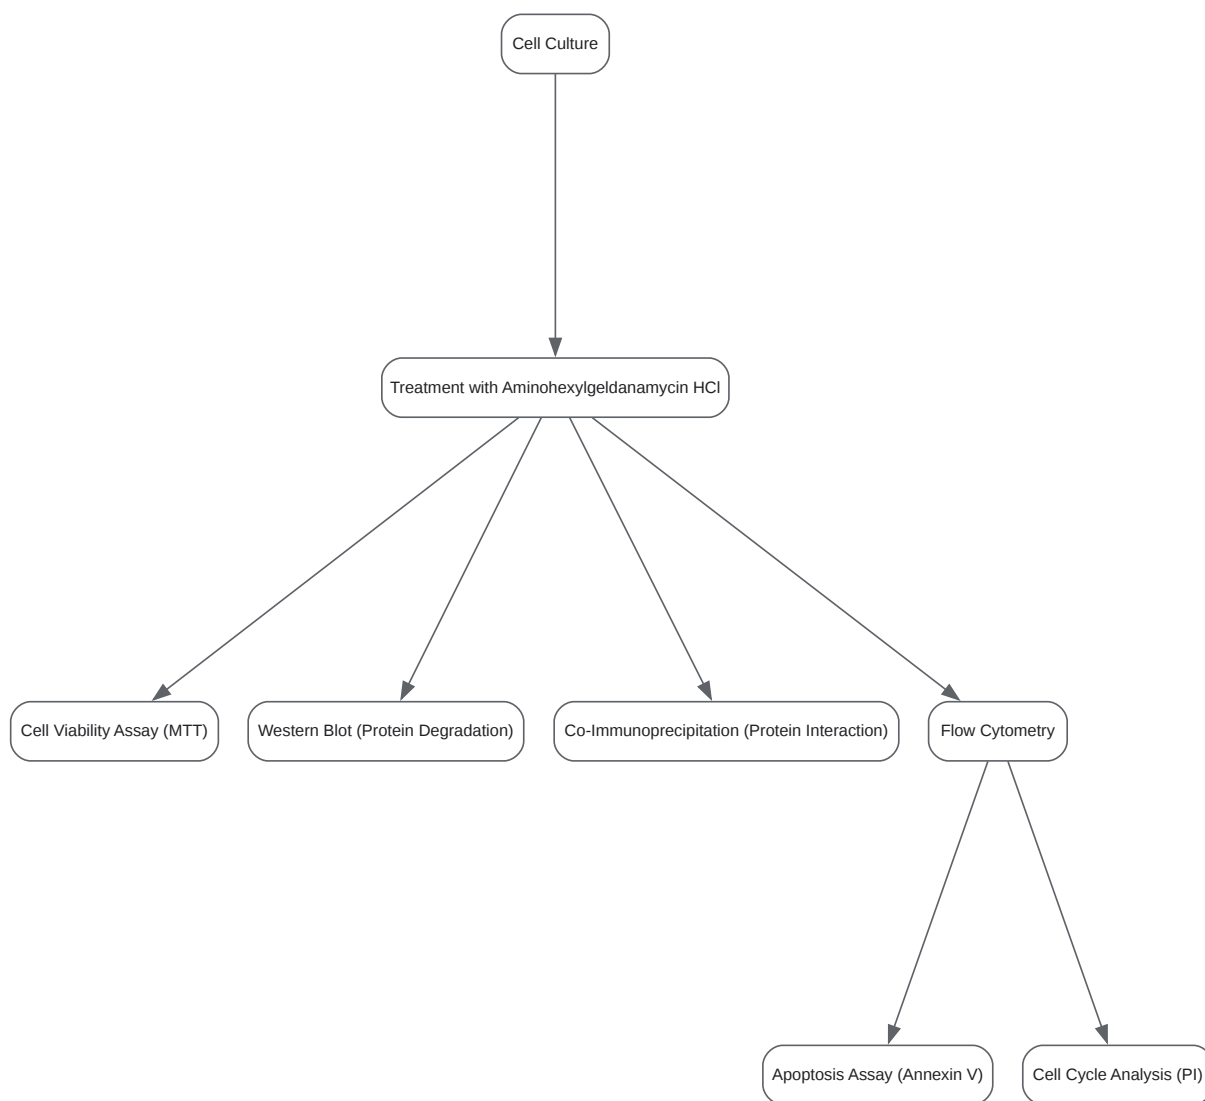 Cell Culture
Treatment with Aminohexylgeldanamycin HCl
Cell Viability Assay (MTT)
Western Blot (Protein Degradation)
Co-Immunoprecipitation (Protein Interaction)
Flow Cytometry
Apoptosis Assay (Annexin V)
Cell Cycle Analysis (PI)